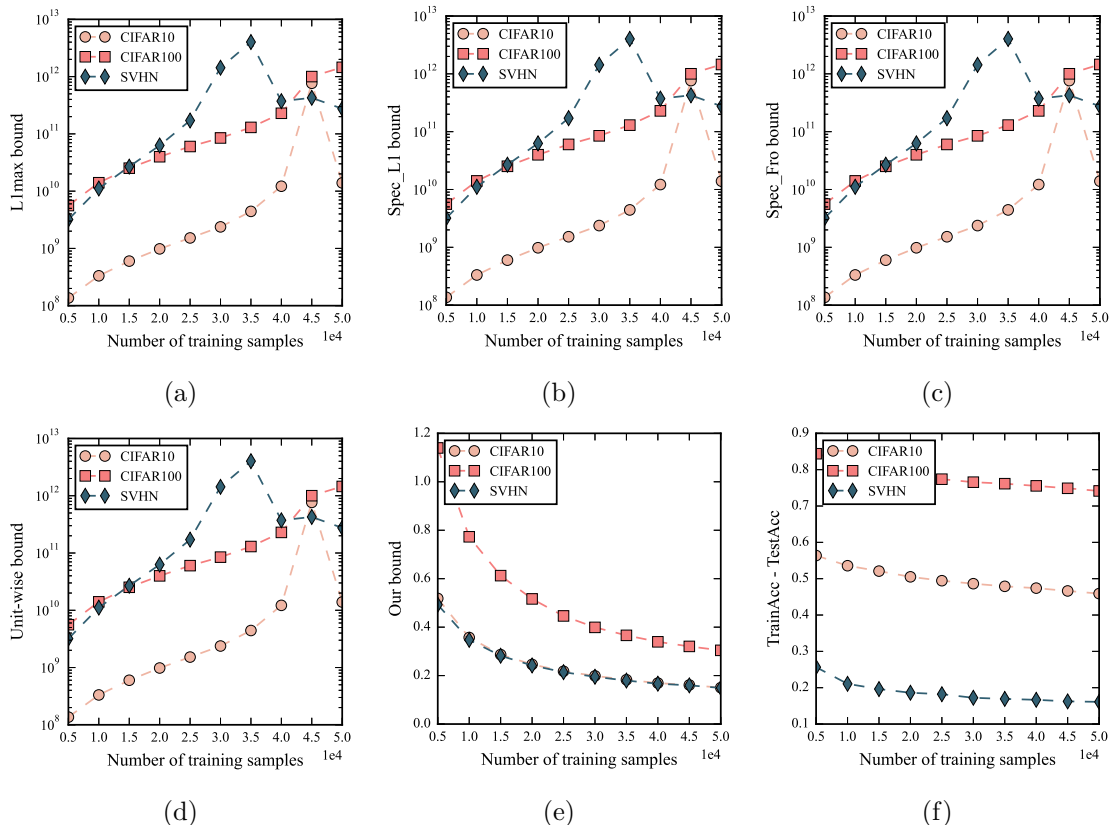 L1max bound
10^13
10^12
10^11
10^10
10^9
10^8
CIFAR10
CIFAR100
SVHN
0.5 1.0 1.5 2.0 2.5 3.0 3.5 4.0 4.5 5.0
1e4
Number of training samples
(a)
Spec_L1 bound
10^13
10^12
10^11
10^10
10^9
10^8
CIFAR10
CIFAR100
SVHN
0.5 1.0 1.5 2.0 2.5 3.0 3.5 4.0 4.5 5.0
1e4
Number of training samples
(b)
Spec_Fro bound
10^13
10^12
10^11
10^10
10^9
10^8
CIFAR10
CIFAR100
SVHN
0.5 1.0 1.5 2.0 2.5 3.0 3.5 4.0 4.5 5.0
1e4
Number of training samples
(c)
Unit-wise bound
10^13
10^12
10^11
10^10
10^9
10^8
CIFAR10
CIFAR100
SVHN
0.5 1.0 1.5 2.0 2.5 3.0 3.5 4.0 4.5 5.0
1e4
Number of training samples
(d)
Our bound
1.2
1.0
0.8
0.6
0.4
0.2
0.0
CIFAR10
CIFAR100
SVHN
0.5 1.0 1.5 2.0 2.5 3.0 3.5 4.0 4.5 5.0
1e4
Number of training samples
(e)
TrainAcc - TestAcc
0.9
0.8
0.7
0.6
0.5
0.4
0.3
0.2
0.1
CIFAR10
CIFAR100
SVHN
0.5 1.0 1.5 2.0 2.5 3.0 3.5 4.0 4.5 5.0
1e4
Number of training samples
(f)